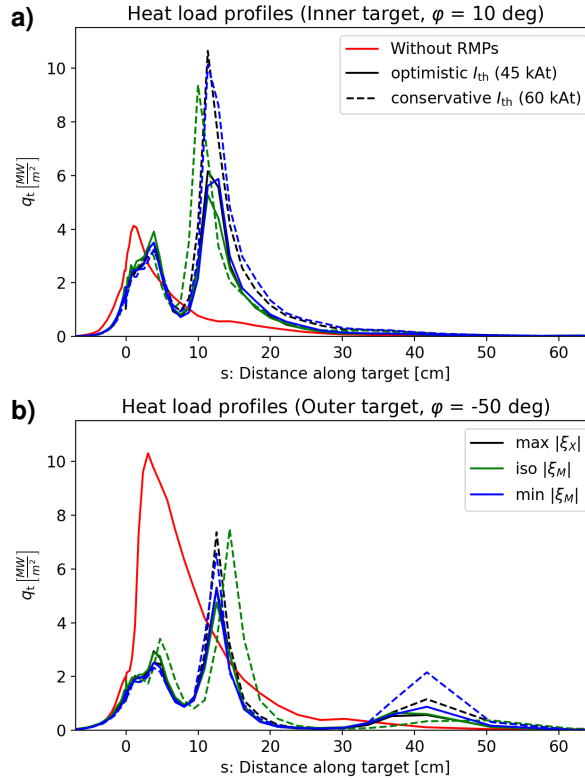 a)
Heat load profiles (Inner target, φ = 10 deg)
Without RMPs
optimistic I_th (45 kAt)
conservative I_th (60 kAt)
q_t [MW/m²]
10
8
6
4
2
0
0 10 20 30 40 50 60
s: Distance along target [cm]
b)
Heat load profiles (Outer target, φ = -50 deg)
max |ξ_X|
iso |ξ_M|
min |ξ_M|
q_t [MW/m²]
10
8
6
4
2
0
0 10 20 30 40 50 60
s: Distance along target [cm]